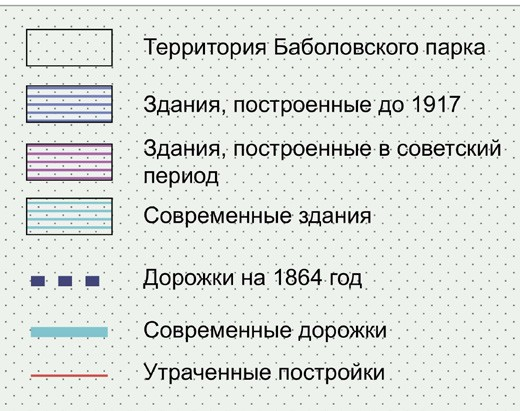 Территория Баболовского парка
Здания, построенные до 1917
Здания, построенные в советский
период
Современные здания
Дорожки на 1864 год
Современные дорожки
Утраченные постройки